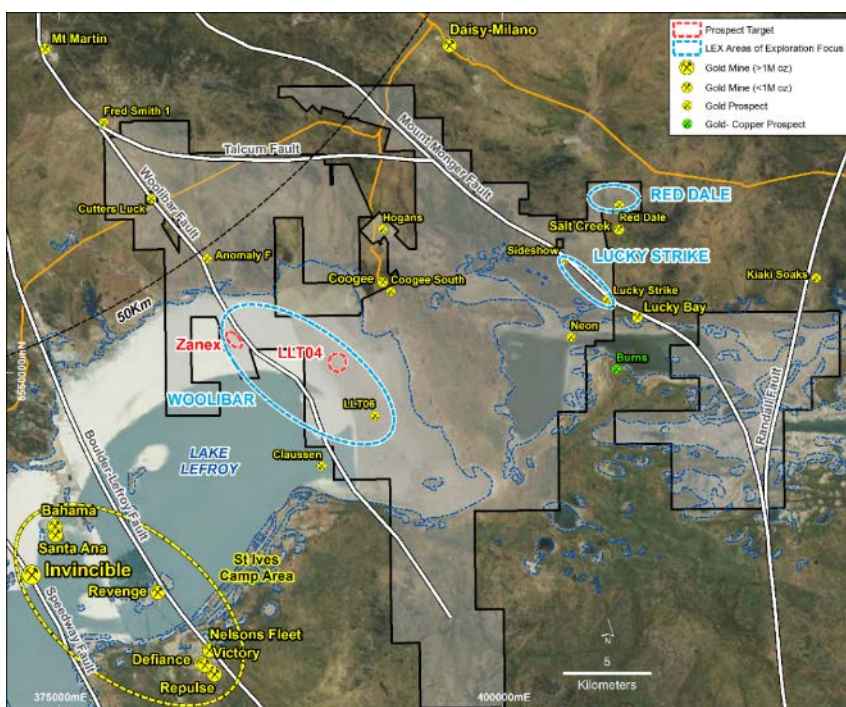 Mt Martin
Daisy-Milano
Prospect Target
LEX Areas of Exploration Focus
Gold Mine (>1M oz)
Gold Mine (<1M oz)
Gold Prospect
Gold- Copper Prospect
Fred Smith 1
Talcum Fault
Mount Monger Fault
Woolibar Fault
Cutters Luck
RED DALE
Red Dale
Hogans
Salt Creek
Sideshow
Anomaly F
LUCKY STRIKE
Coogee
Coogee South
Kiaki Soaks
50Km
Lucky Strike
Lucky Bay
Zanex
Neon
LLT04
Burns
6550000mN
WOOLIBAR
LLT06
Randall Fault
Boulder-Lefroy Fault
LAKE
LEFROY
Claussen
Bahama
Santa Ana
St Ives
Camp Area
Invincible
Revenge
Speedway Fault
Nelsons Fleet
Victory
Defiance
Repulse
N
5
Kilometers
375000mE
400000mE